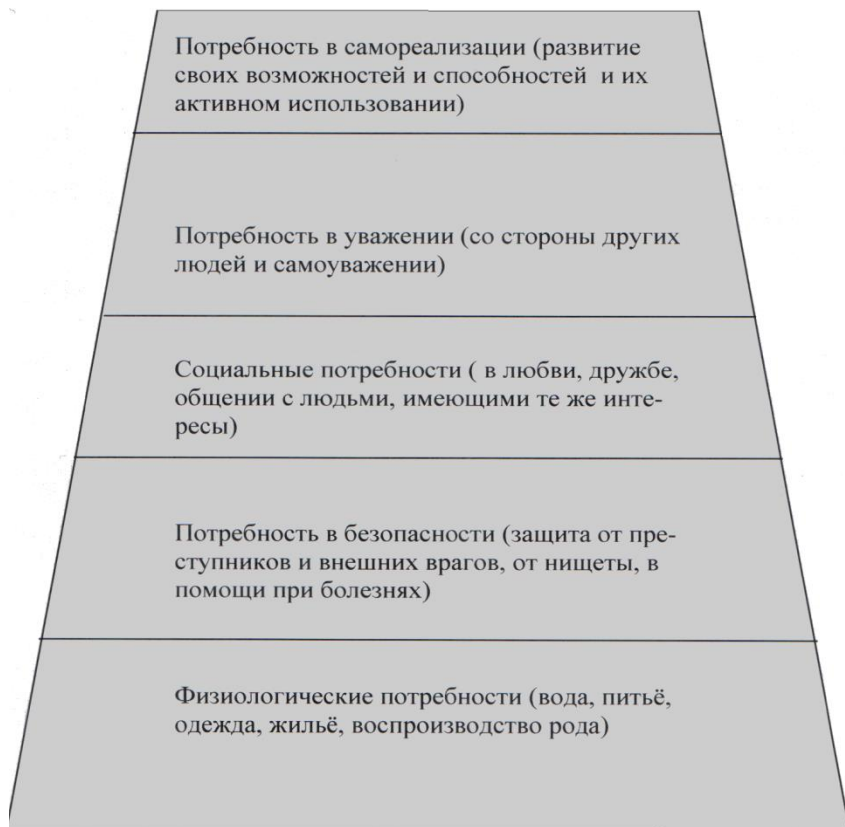 Потребность в самореализации (развитие
своих возможностей и способностей и их
активном использовании)
Потребность в уважении (со стороны других
людей и самоуважении)
Социальные потребности ( в любви, дружбе,
общении с людьми, имеющими те же инте-
ресы)
Потребность в безопасности (защита от пре-
ступников и внешних врагов, от нищеты, в
помощи при болезнях)
Физиологические потребности (вода, питьё,
одежда, жильё, воспроизводство рода)